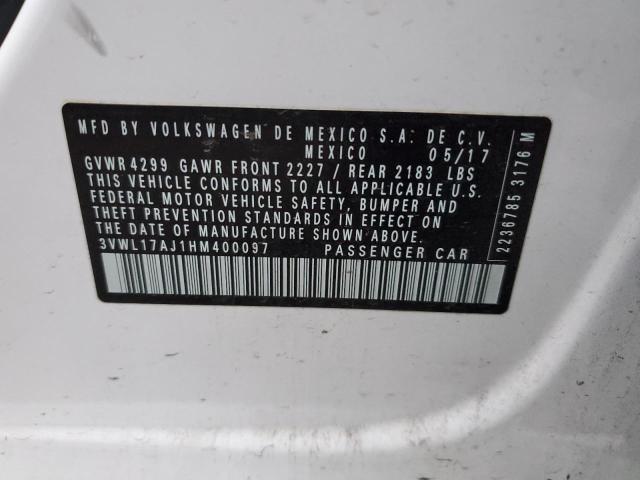 MFD BY VOLKSWAGEN DE MEXICO S.A. DE C.V.
MEXICO 05/17
GVWR 4299 GAWR FRONT 2227 / REAR 2183 LBS
THIS VEHICLE CONFORMS TO ALL APPLICABLE U.S.
FEDERAL MOTOR VEHICLE SAFETY, BUMPER AND
THEFT PREVENTION STANDARDS IN EFFECT ON
THE DATE OF MANUFACTURE SHOWN ABOVE.
3VWL17AJ1HM400097 PASSENGER CAR
2236785 3176 M